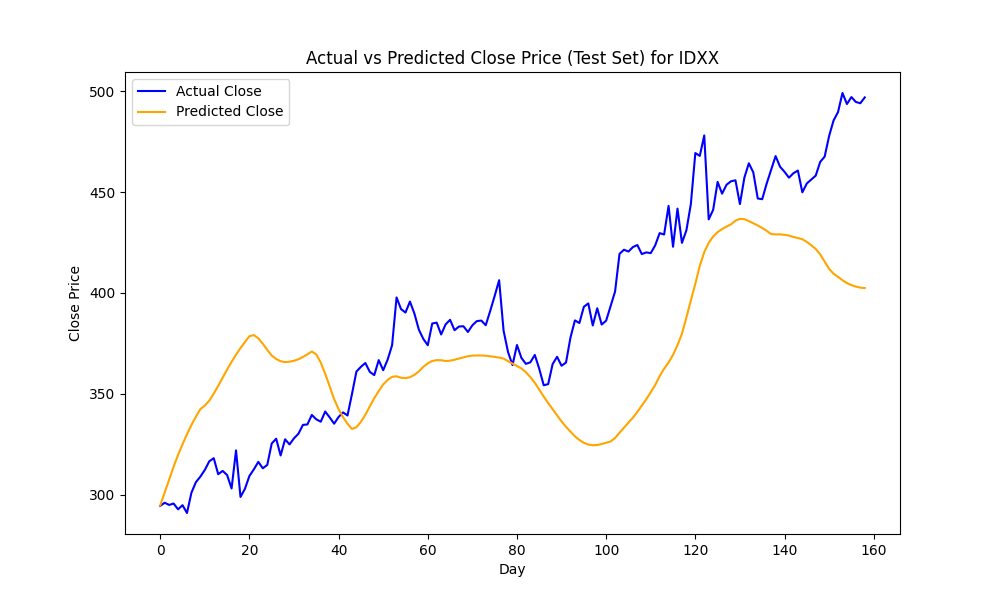 Actual vs Predicted Close Price (Test Set) for IDXX
Actual Close
Predicted Close
Close Price
500
450
400
350
300
0 20 40 60 80 100 120 140 160
Day